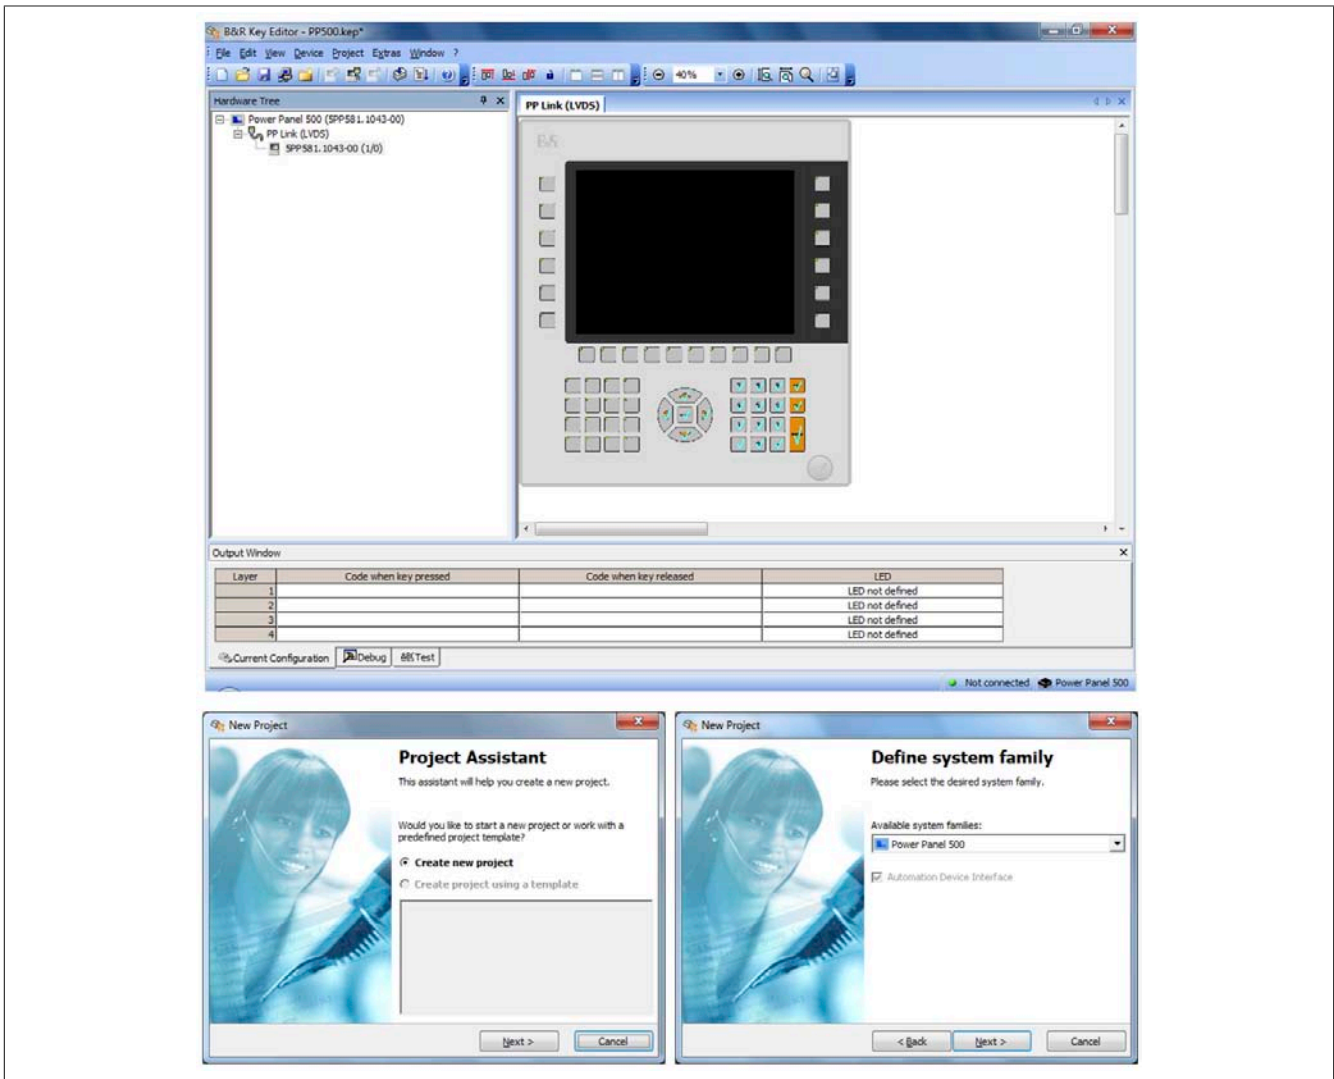 B&R Key Editor - PP500.kep*
File Edit View Device Project Extras Window ?
40%
Hardware Tree
PP Link (LVDS)
Power Panel 500 (5PP581.1043-00)
PP Link (LVDS)
5PP581.1043-00 (1/0)
B&R
Output Window
Layer Code when key pressed Code when key released LED
1 LED not defined
2 LED not defined
3 LED not defined
4 LED not defined
Current Configuration Debug Test
Not connected Power Panel 500
New Project
Project Assistant
This assistant will help you create a new project.
Would you like to start a new project or work with a
predefined project template?
Create new project
Create project using a template
Next > Cancel
New Project
Define system family
Please select the desired system family.
Available system families:
Power Panel 500
Automation Device Interface
< Back Next > Cancel